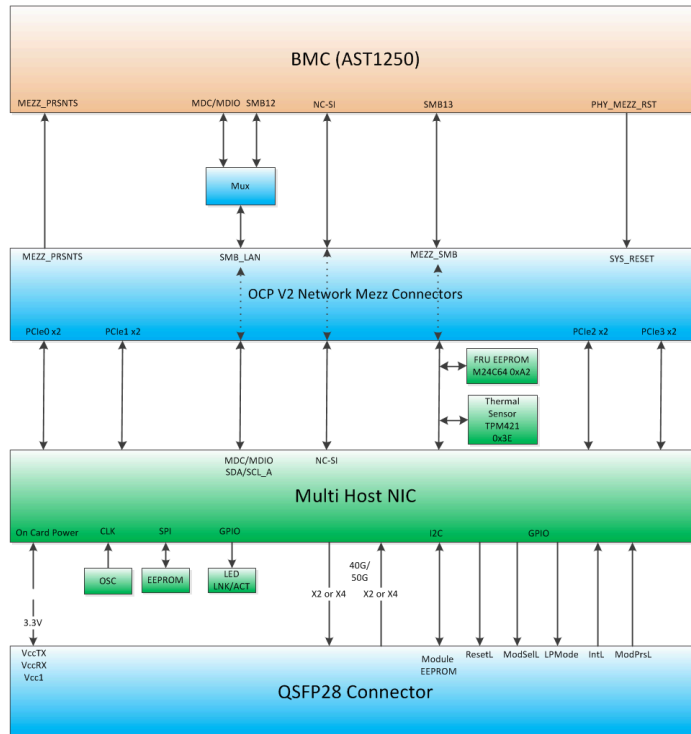 BMC (AST1250)
MEZZ_PRSNTS
MDC/MDIO
SMB12
NC-SI
SMB13
PHY_MEZZ_RST
Mux
MEZZ_PRSNTS
SMB_LAN
MEZZ_SMB
SYS_RESET
OCP V2 Network Mezz Connectors
PCIe0 x2
PCIe1 x2
PCIe2 x2
PCIe3 x2
FRU EEPROM
M24C64 0xA2
Thermal
Sensor
TPM421
0x3E
MDC/MDIO
SDA/SCL_A
NC-SI
Multi Host NIC
On Card Power
CLK
SPI
GPIO
I2C
GPIO
OSC
EEPROM
LED
LNK/ACT
40G/
50G
X2 or X4
X2 or X4
3.3V
VccTX
VccRX
Vcc1
Module
EEPROM
ResetL
ModSelL
LPMode
IntL
ModPrsL
QSFP28 Connector